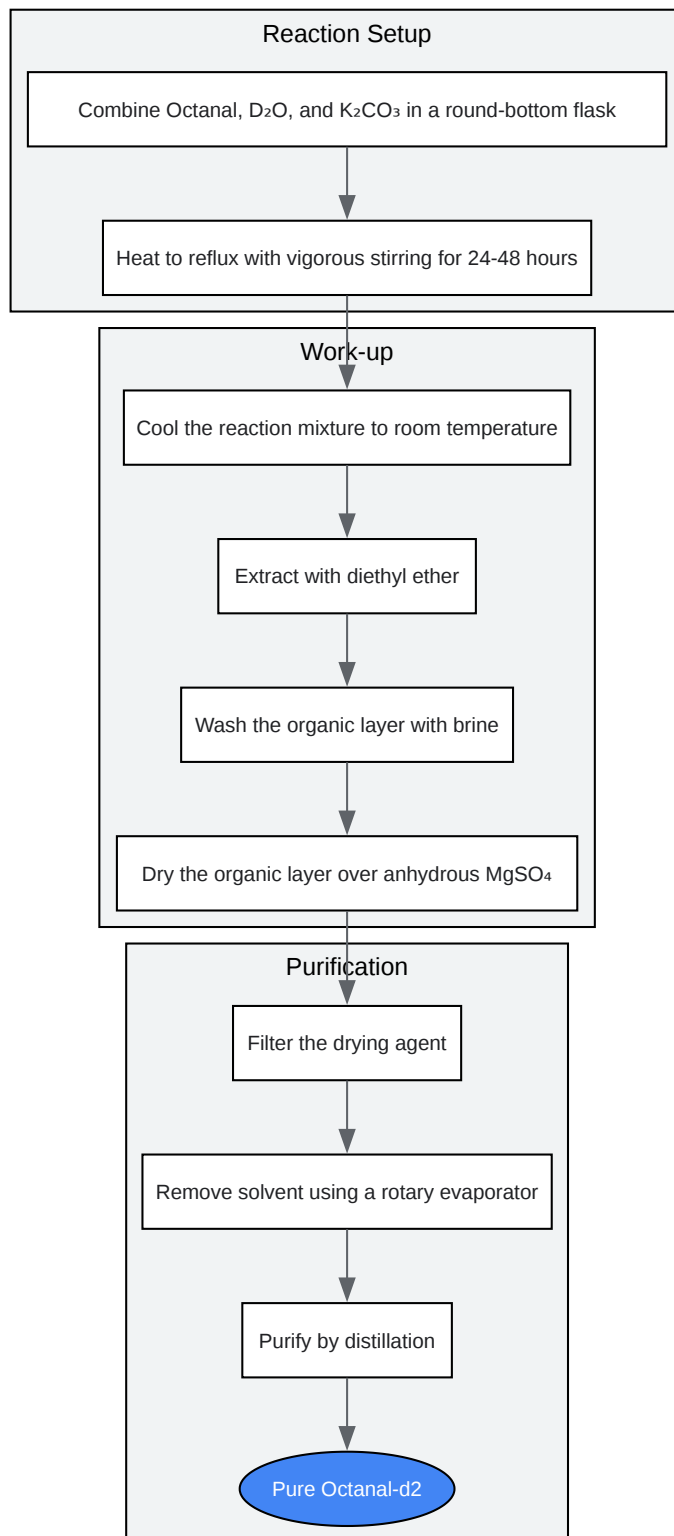 Reaction Setup
Combine Octanal, D₂O, and K₂CO₃ in a round-bottom flask
Heat to reflux with vigorous stirring for 24-48 hours
Work-up
Cool the reaction mixture to room temperature
Extract with diethyl ether
Wash the organic layer with brine
Dry the organic layer over anhydrous MgSO₄
Purification
Filter the drying agent
Remove solvent using a rotary evaporator
Purify by distillation
Pure Octanal-d2